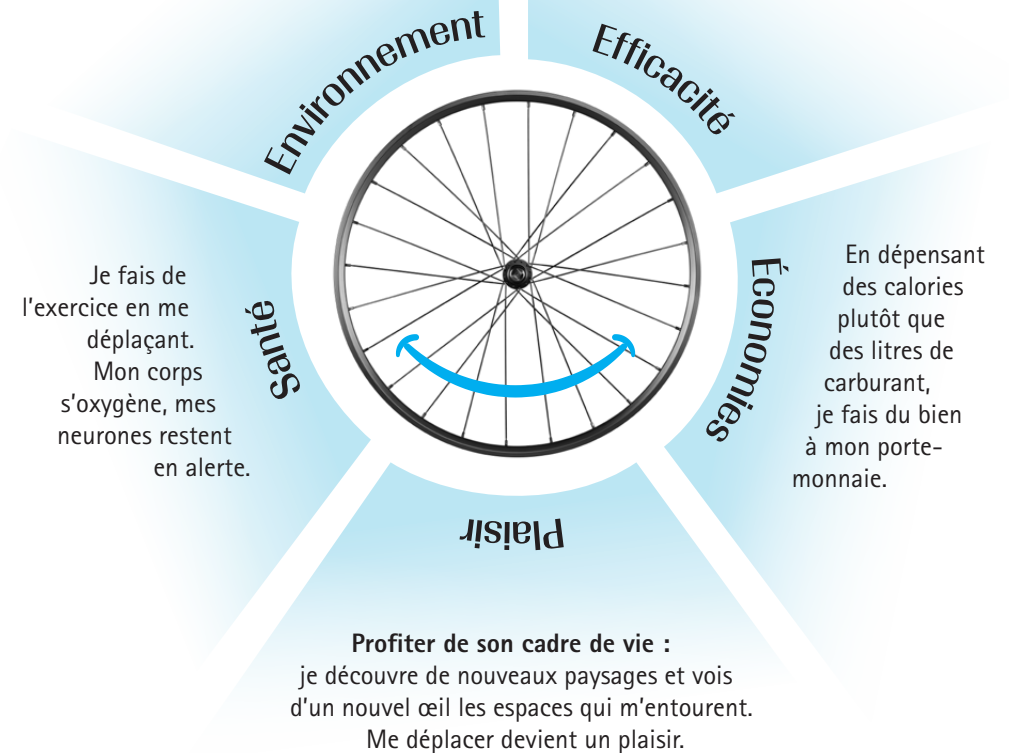 Environnement
Efficacité
Santé
Je fais de
l'exercice en me
déplaçant.
Mon corps
s'oxygène, mes
neurones restent
en alerte.
Économies
En dépensant
des calories
plutôt que
des litres de
carburant,
je fais du bien
à mon porte-
monnaie.
Plaisir
Profiter de son cadre de vie :
je découvre de nouveaux paysages et vois
d'un nouvel œil les espaces qui m'entourent.
Me déplacer devient un plaisir.